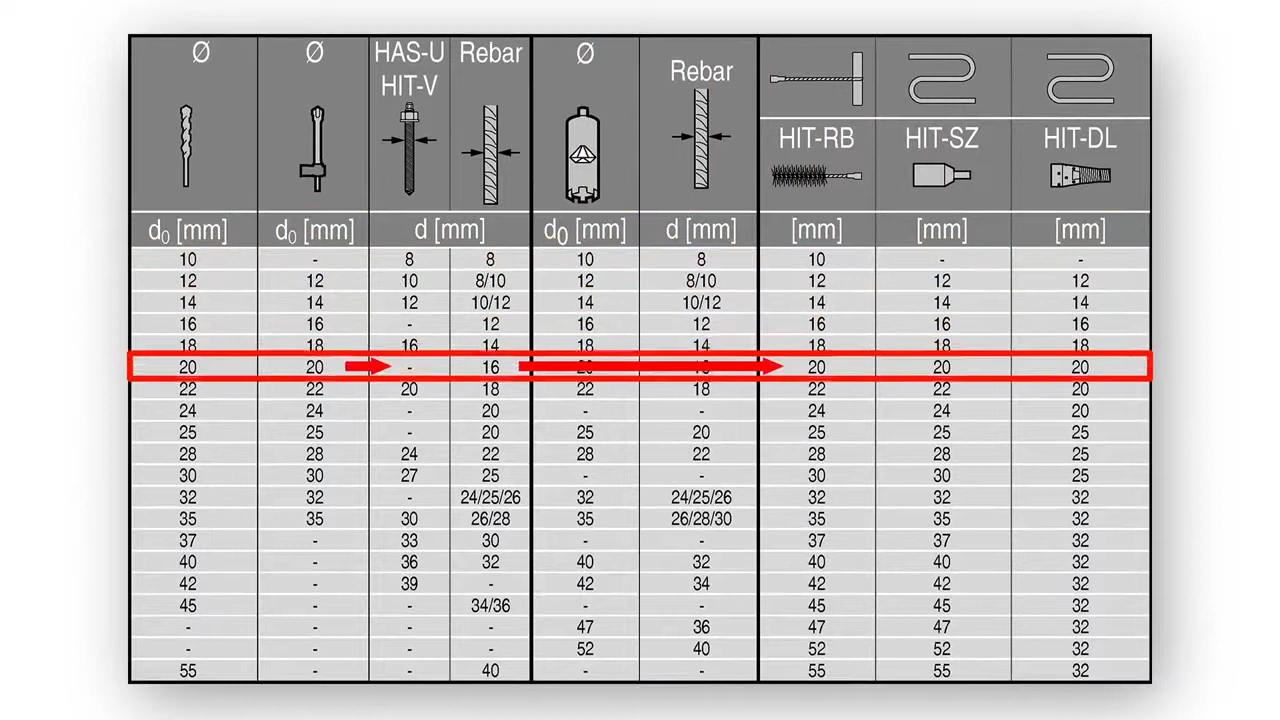 Ø Ø HAS-U Rebar Ø
HIT-V Rebar
HIT-RB HIT-SZ HIT-DL
d₀ [mm] d₀ [mm] d [mm] d₀ [mm] d [mm] [mm] [mm] [mm]
10 - 8 8 10 8 10 - -
12 12 10 8/10 12 8/10 12 12 12
14 14 12 10/12 14 10/12 14 14 14
16 16 - 12 16 12 16 16 16
18 18 16 14 18 14 18 18 18
20 20 - 16 20 20 20
22 22 20 18 22 18 22 22 20
24 24 - 20 - - 24 24 20
25 25 - 20 25 20 25 25 25
28 28 24 22 28 22 28 28 25
30 30 27 25 - - 30 30 25
32 32 - 24/25/26 32 24/25/26 32 32 32
35 35 30 26/28 35 26/28/30 35 35 32
37 - 33 30 - - 37 37 32
40 - 36 32 40 32 40 40 32
42 - 39 - 42 34 42 42 32
45 - - 34/36 - - 45 45 32
- - - - 47 36 47 47 32
- - - - 52 40 52 52 32
55 - - 40 - - 55 55 32